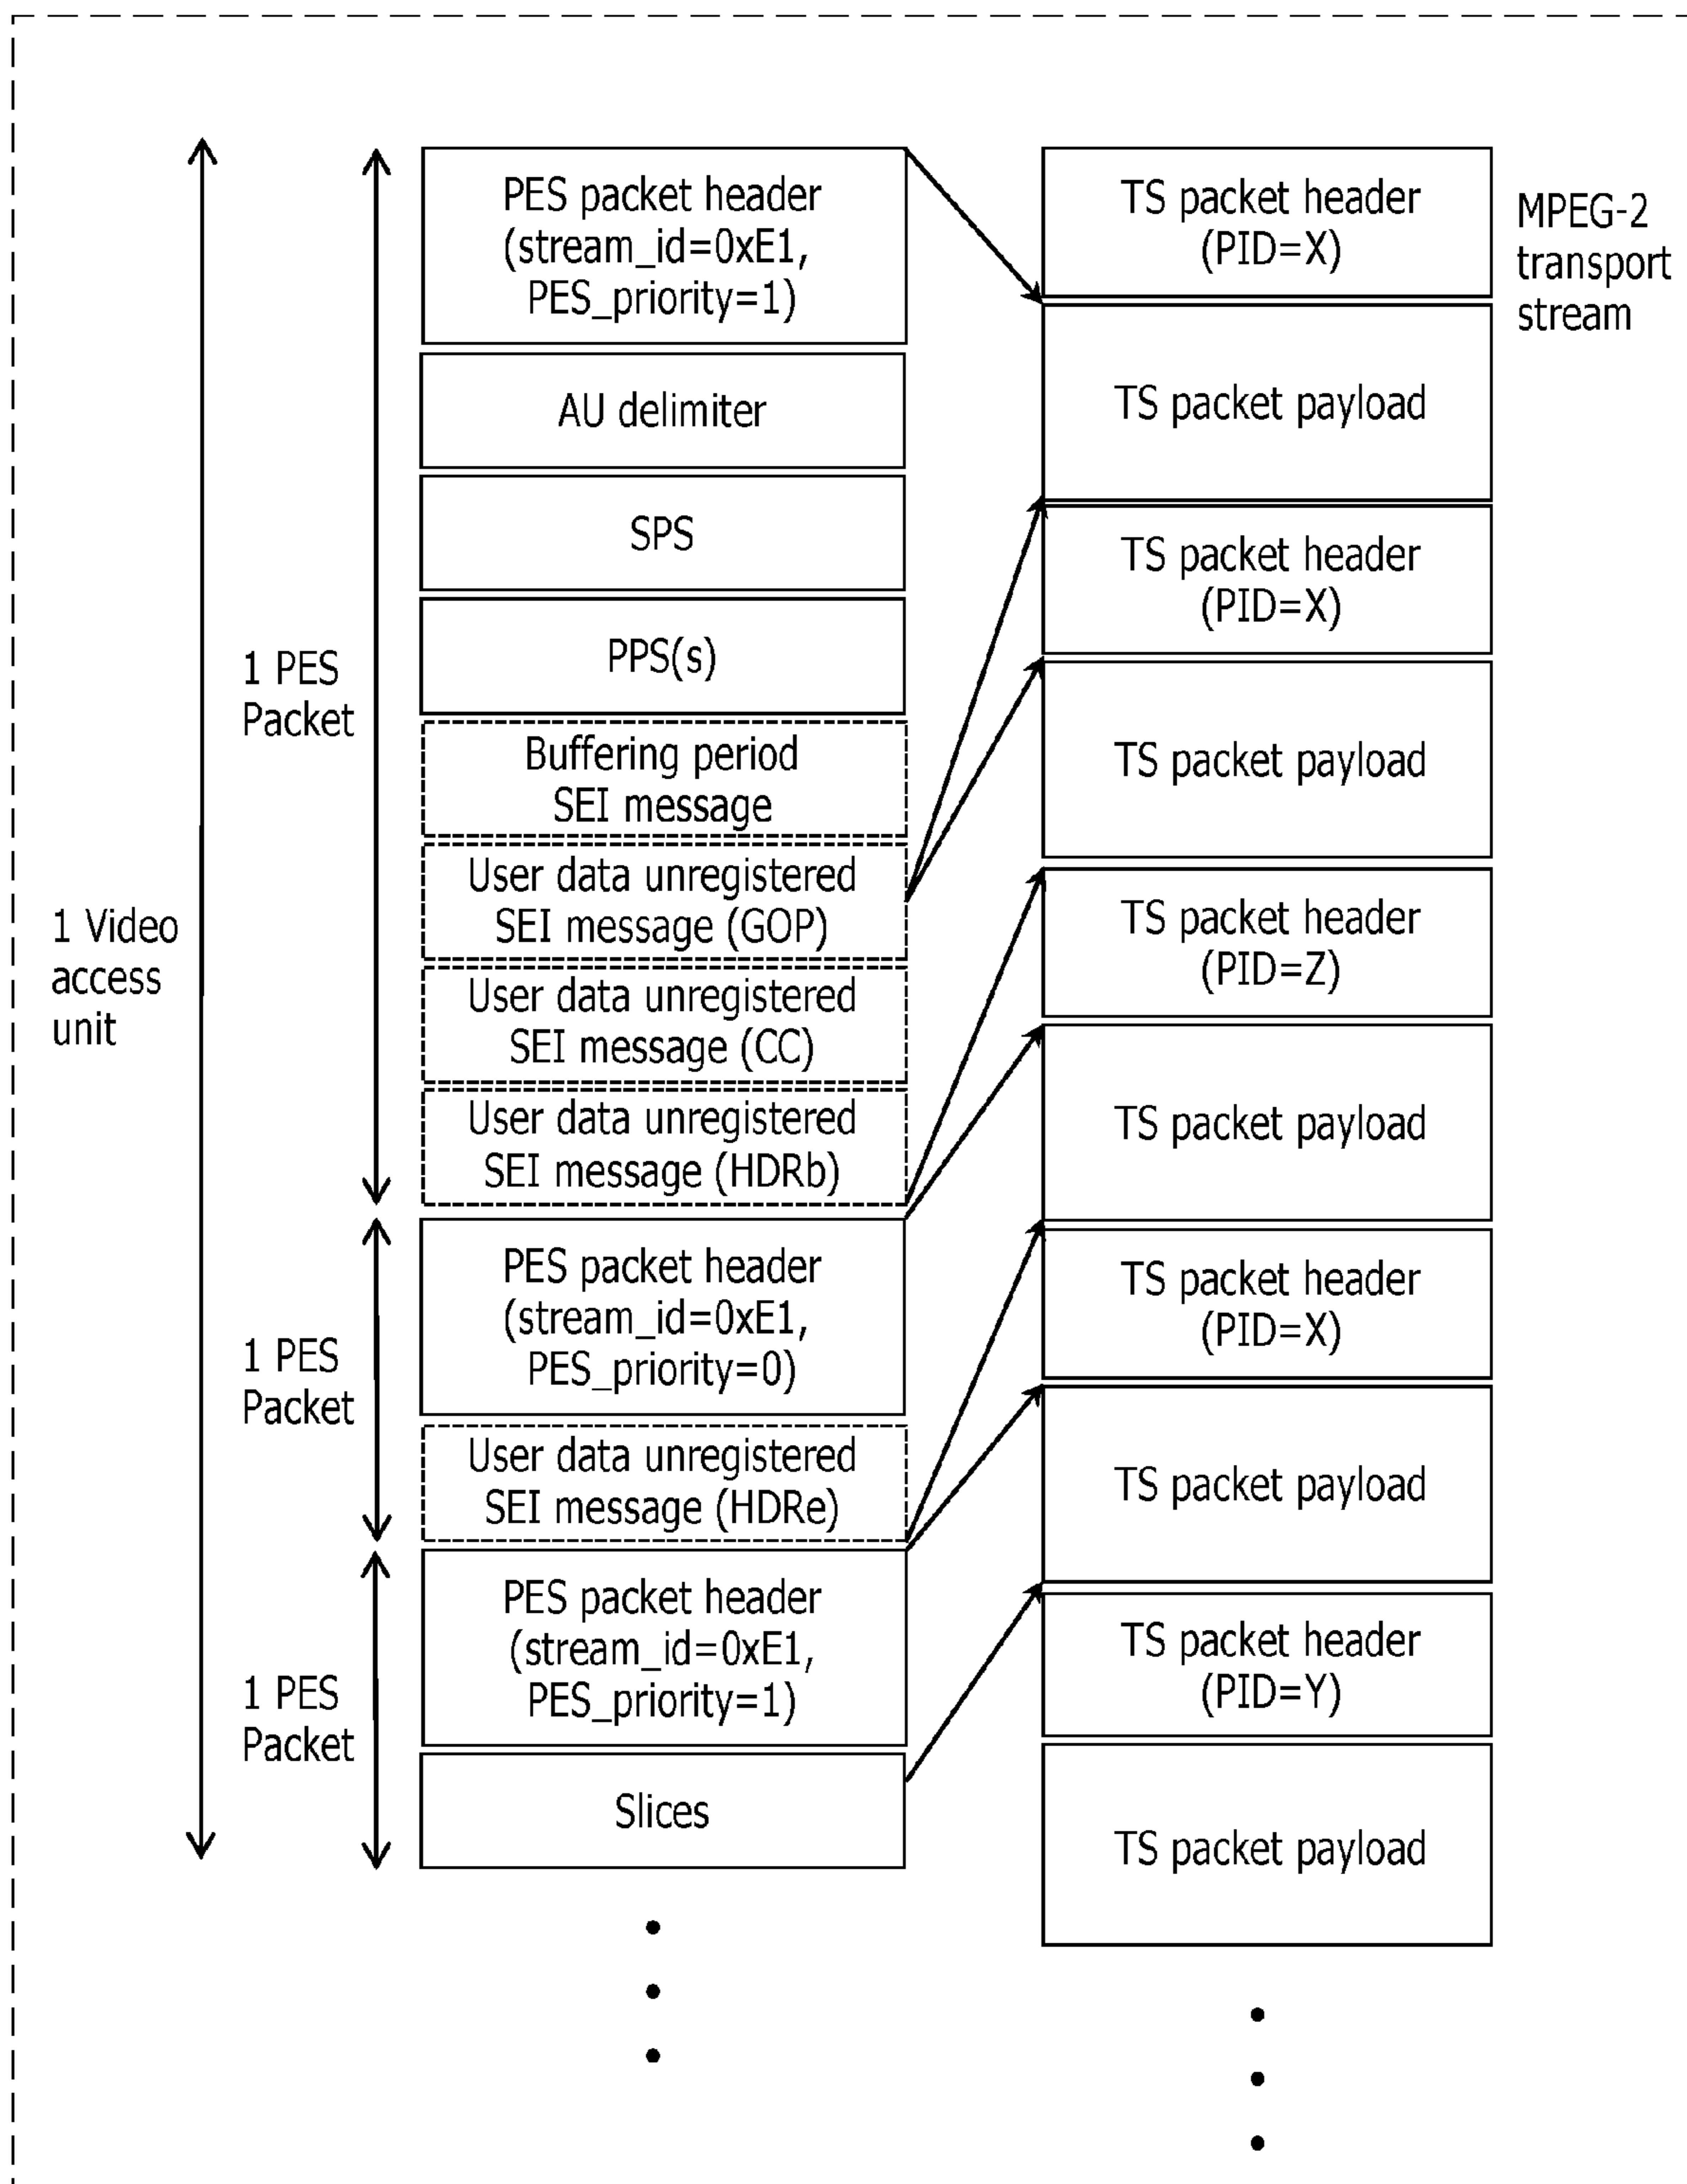 1 Video
access
unit
1 PES
Packet
1 PES
Packet
1 PES
Packet
PES packet header
(stream_id=0xE1,
PES_priority=1)
AU delimiter
SPS
PPS(s)
Buffering period
SEI message
User data unregistered
SEI message (GOP)
User data unregistered
SEI message (CC)
User data unregistered
SEI message (HDRb)
PES packet header
(stream_id=0xE1,
PES_priority=0)
User data unregistered
SEI message (HDRe)
PES packet header
(stream_id=0xE1,
PES_priority=1)
Slices
TS packet header
(PID=X)
TS packet payload
TS packet header
(PID=X)
TS packet payload
TS packet header
(PID=Z)
TS packet payload
TS packet header
(PID=X)
TS packet payload
TS packet header
(PID=Y)
TS packet payload
MPEG-2
transport
stream